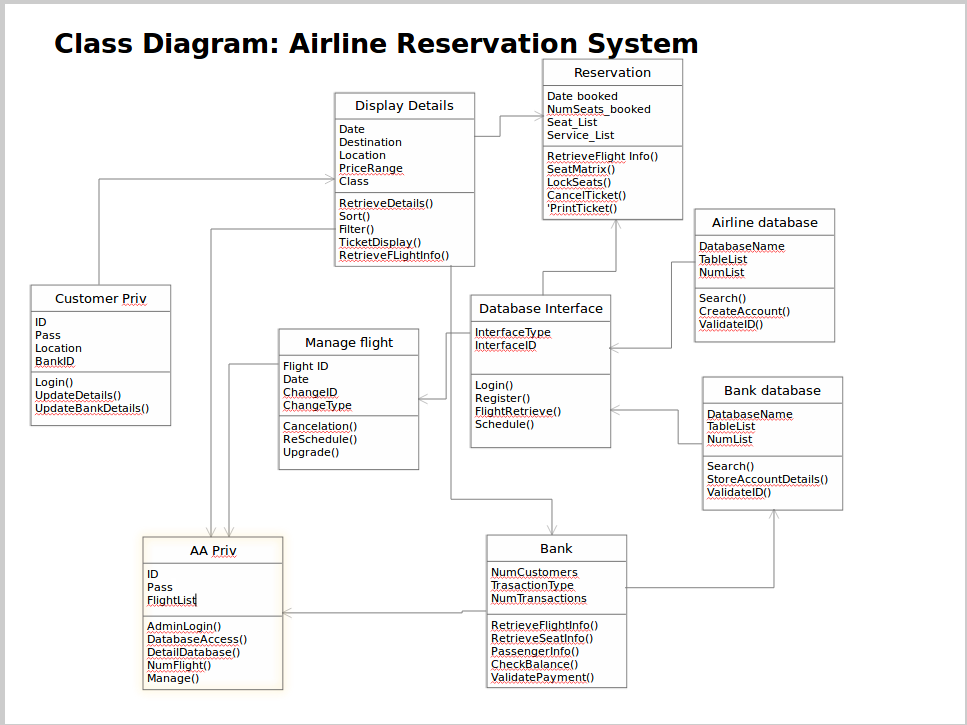 Class Diagram: Airline Reservation System
Reservation
Date booked
NumSeats_booked
Seat_List
Service_List
RetrieveFlight Info()
SeatMatrix()
LockSeats()
CancelTicket()
'PrintTicket()
Display Details
Date
Destination
Location
PriceRange
Class
RetrieveDetails()
Sort()
Filter()
TicketDisplay()
RetrieveFLightInfo()
Airline database
DatabaseName
TableList
NumList
Search()
CreateAccount()
ValidateID()
Customer Priv
ID
Pass
Location
BankID
Login()
UpdateDetails()
UpdateBankDetails()
Manage flight
Flight ID
Date
ChangeID
ChangeType
Cancelation()
ReSchedule()
Upgrade()
Database Interface
InterfaceType
InterfaceID
Login()
Register()
FlightRetrieve()
Schedule()
Bank database
DatabaseName
TableList
NumList
Search()
StoreAccountDetails()
ValidateID()
AA Priv
ID
Pass
FlightList
AdminLogin()
DatabaseAccess()
DetailDatabase()
NumFlight()
Manage()
Bank
NumCustomers
TrasactionType
NumTransactions
RetrieveFlightInfo()
RetrieveSeatInfo()
PassengerInfo()
CheckBalance()
ValidatePayment()